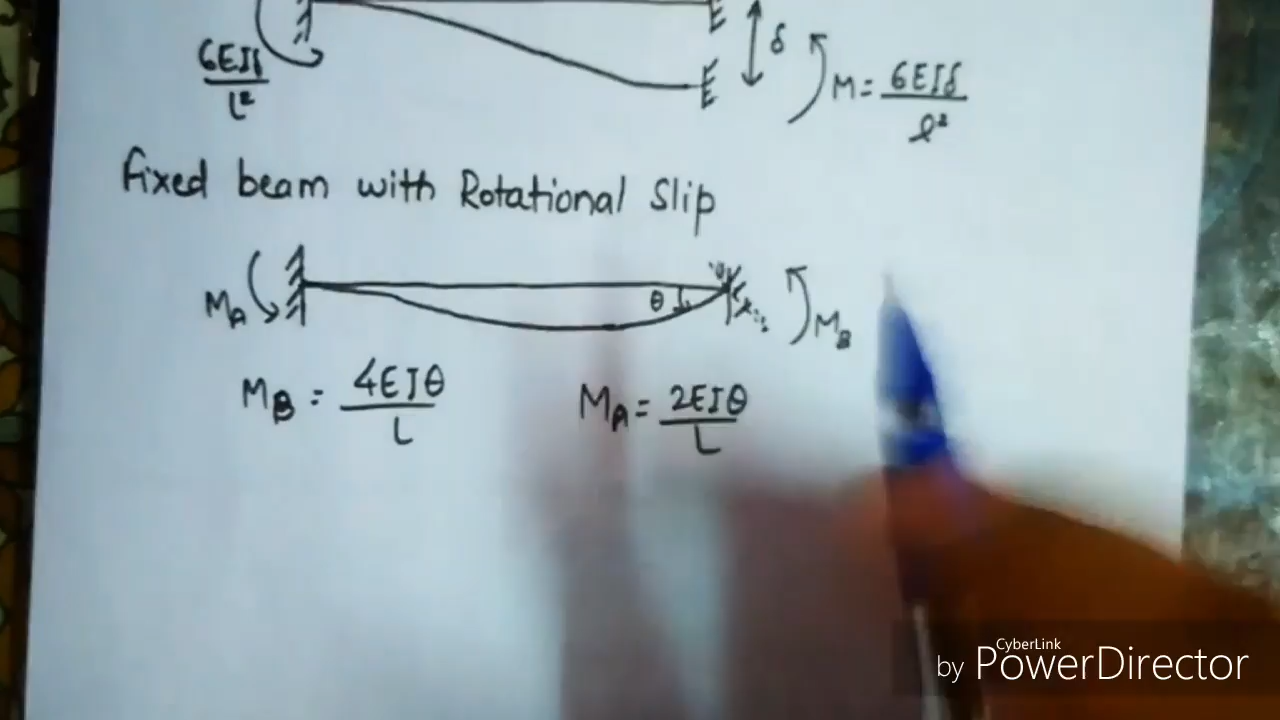 6EIδ
L²
δ
M = 6EIδ
l²
Fixed beam with Rotational Slip
MA
θ
MB
MB = 4EIθ
L
MA = 2EIθ
L
CyberLink
by PowerDirector